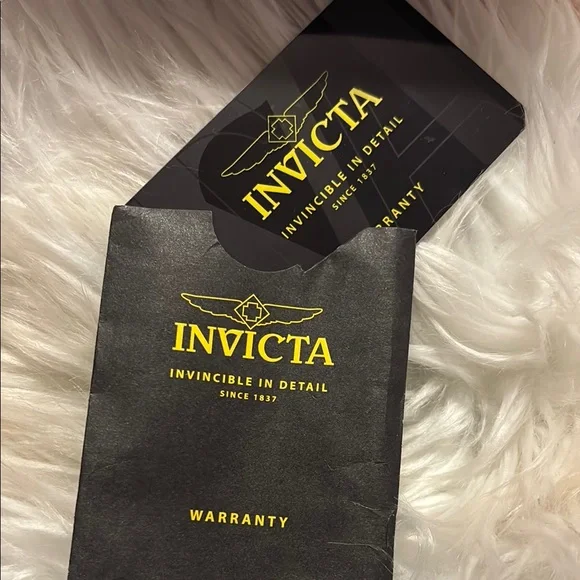 INVICTA
INVINCIBLE IN DETAIL
SINCE 1837
INVICTA
INVINCIBLE IN DETAIL
SINCE 1837
WARRANTY